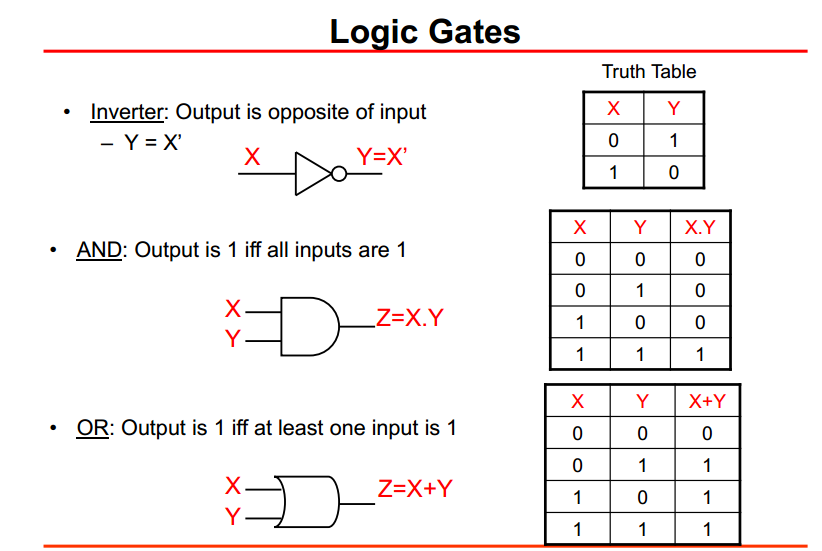 Logic Gates
Truth Table
• Inverter: Output is opposite of input
– Y = X’
X
Y=X’
X Y
0 1
1 0
• AND: Output is 1 iff all inputs are 1
X
Y
Z=X.Y
X Y X.Y
0 0 0
0 1 0
1 0 0
1 1 1
• OR: Output is 1 iff at least one input is 1
X
Y
Z=X+Y
X Y X+Y
0 0 0
0 1 1
1 0 1
1 1 1